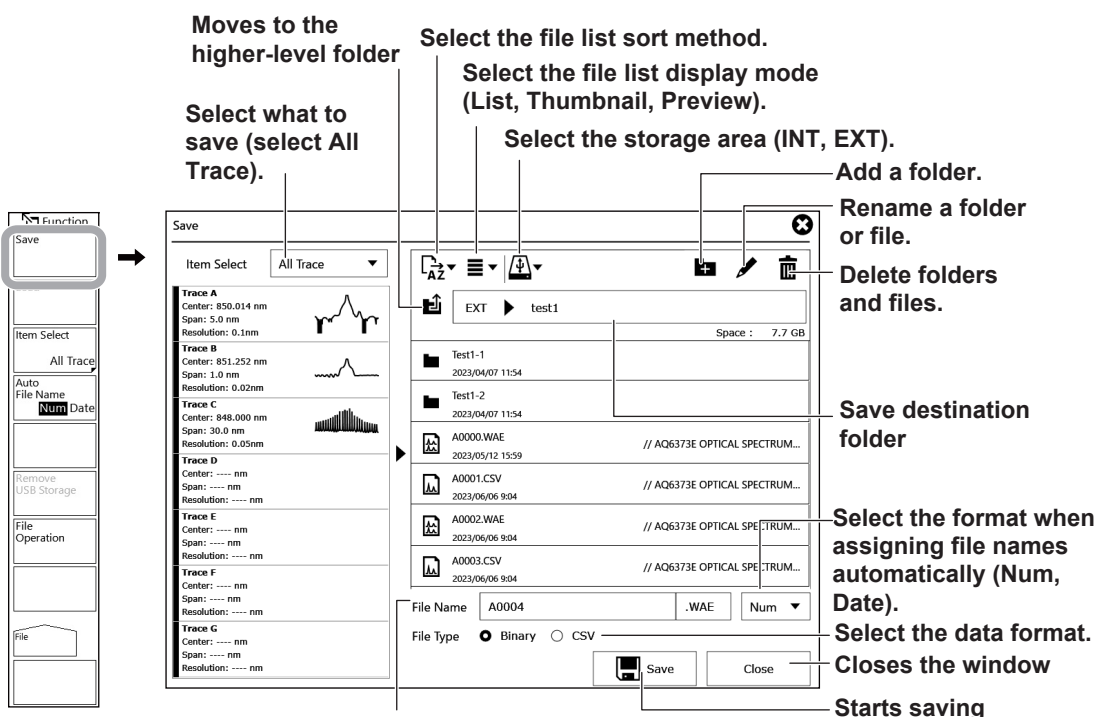 Moves to the
higher-level folder
Select the file list sort method.
Select the file list display mode
(List, Thumbnail, Preview).
Select what to
save (select All
Trace).
Select the storage area (INT, EXT).
Add a folder.
Rename a folder
or file.
Delete folders
and files.
Function
Save
Item Select
All Trace
Auto
File Name
Num Date
Remove
USB Storage
File
Operation
File
Save
Item Select
All Trace
AZ
EXT
test1
Space : 7.7 GB
Trace A
Center: 850.014 nm
Span: 5.0 nm
Resolution: 0.1nm
Trace B
Center: 851.252 nm
Span: 1.0 nm
Resolution: 0.02nm
Trace C
Center: 848.000 nm
Span: 30.0 nm
Resolution: 0.05nm
Trace D
Center: ---- nm
Span: ---- nm
Resolution: ---- nm
Trace E
Center: ---- nm
Span: ---- nm
Resolution: ---- nm
Trace F
Center: ---- nm
Span: ---- nm
Resolution: ---- nm
Trace G
Center: ---- nm
Span: ---- nm
Resolution: ---- nm
Test1-1
2023/04/07 11:54
Test1-2
2023/04/07 11:54
A0000.WAE // AQ6373E OPTICAL SPECTRUM...
2023/05/12 15:59
A0001.CSV // AQ6373E OPTICAL SPECTRUM...
2023/06/06 9:04
A0002.WAE // AQ6373E OPTICAL SPECTRUM...
2023/06/06 9:04
A0003.CSV // AQ6373E OPTICAL SPECTRUM...
2023/06/06 9:04
File Name A0004 .WAE Num
File Type Binary CSV
Save Close
Save destination
folder
Select the format when
assigning file names
automatically (Num,
Date).
Select the data format.
Closes the window
Starts saving